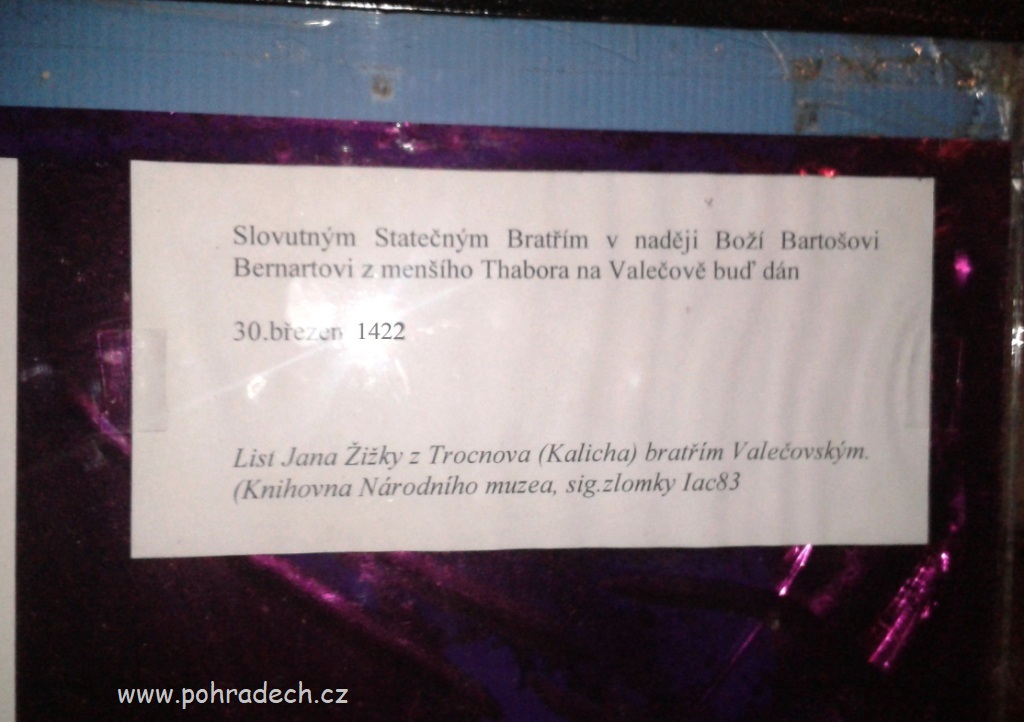 Slovutným Statečným Bratřím v naději Boží Bartošovi
Bernartovi z menšího Thabora na Valečově buď dán
30.březen 1422
List Jana Žižky z Trocnova (Kalicha) bratřím Valečovským.
(Knihovna Národního muzea, sig.zlomky Iac83
www.pohradech.cz